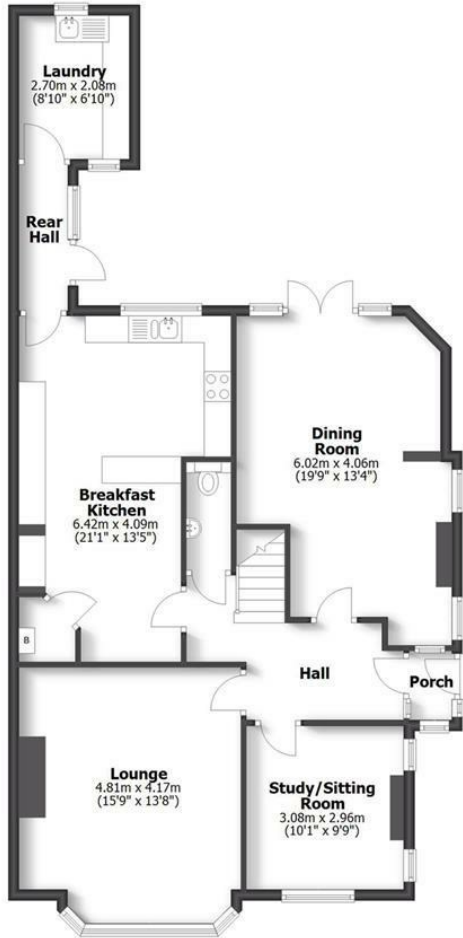 Laundry
2.70m x 2.08m
(8'10" x 6'10")
Rear
Hall
Dining
Room
6.02m x 4.06m
(19'9" x 13'4")
Breakfast
Kitchen
6.42m x 4.09m
(21'1" x 13'5")
B
Hall
Porch
Lounge
4.81m x 4.17m
(15'9" x 13'8")
Study/Sitting
Room
3.08m x 2.96m
(10'1" x 9'9")